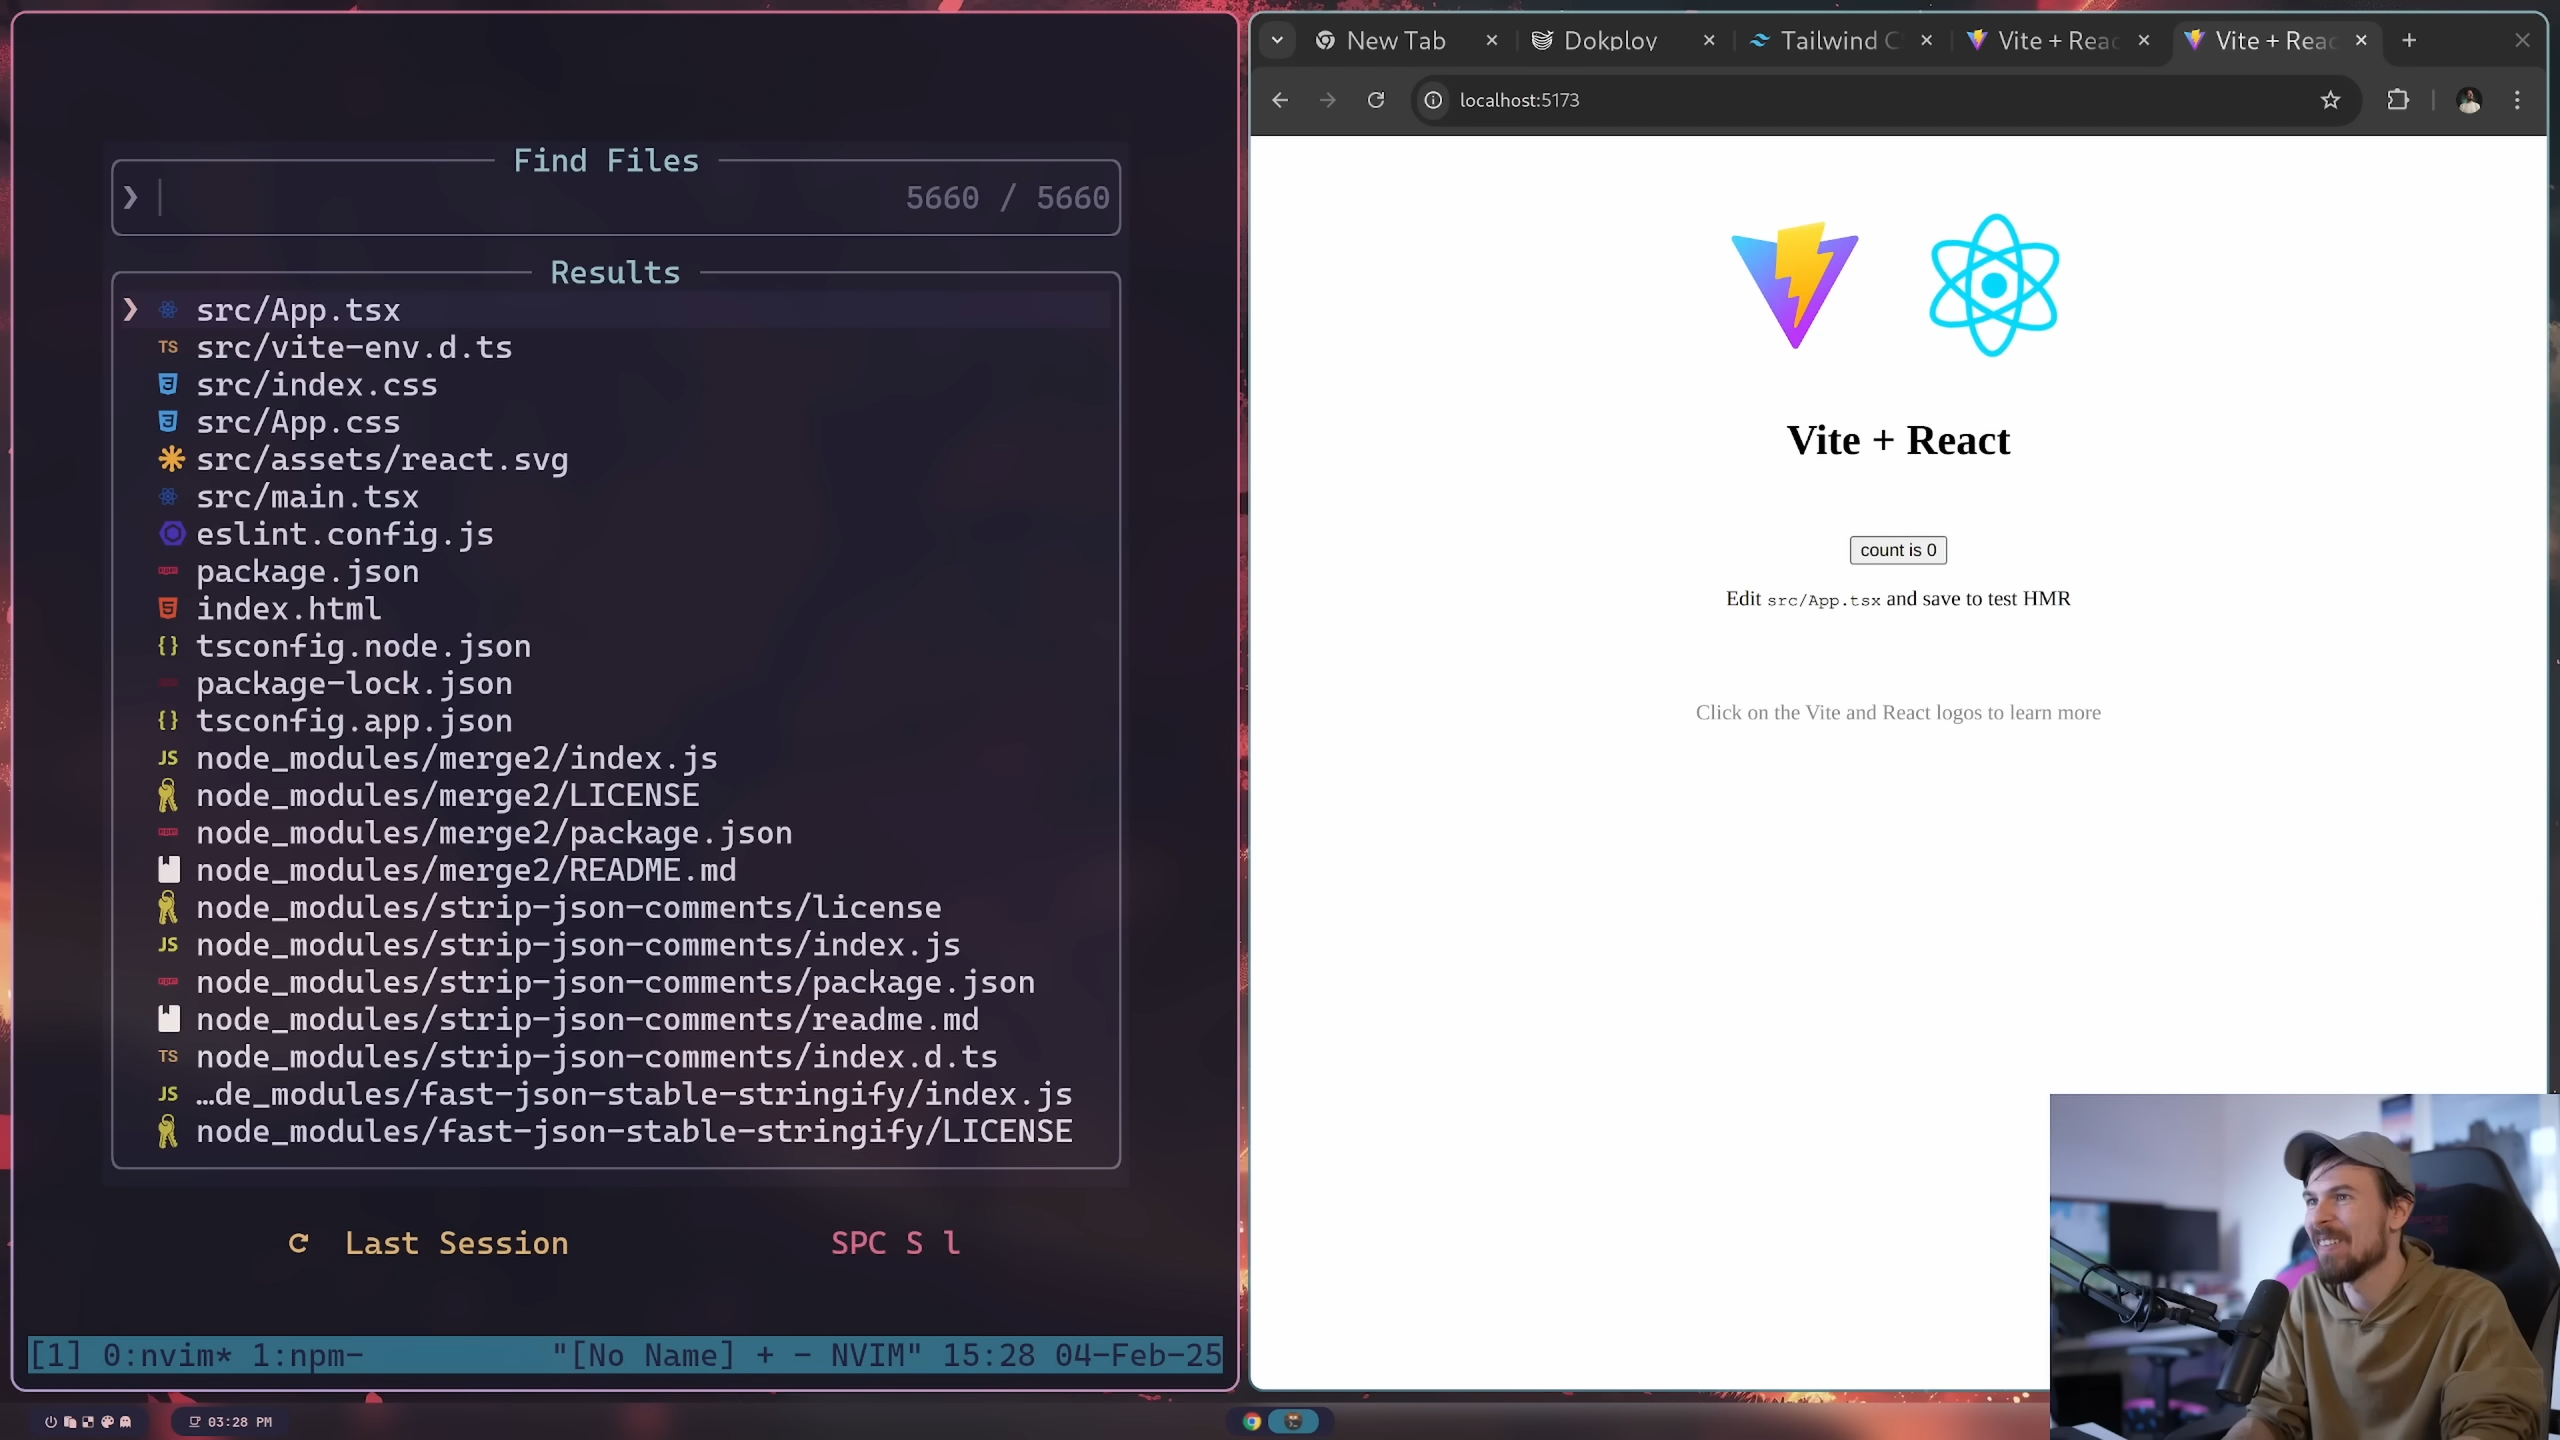 Find Files
❯ 5660 / 5660
Results
❯ src/App.tsx
TS src/vite-env.d.ts
src/index.css
src/App.css
src/assets/react.svg
src/main.tsx
eslint.config.js
package.json
index.html
{} tsconfig.node.json
package-lock.json
{} tsconfig.app.json
JS node_modules/merge2/index.js
node_modules/merge2/LICENSE
node_modules/merge2/package.json
node_modules/merge2/README.md
node_modules/strip-json-comments/license
JS node_modules/strip-json-comments/index.js
node_modules/strip-json-comments/package.json
node_modules/strip-json-comments/readme.md
TS node_modules/strip-json-comments/index.d.ts
JS …de_modules/fast-json-stable-stringify/index.js
node_modules/fast-json-stable-stringify/LICENSE
Last Session SPC S l
[1] 0:nvim* 1:npm- "[No Name] + - NVIM" 15:28 04-Feb-25
03:28 PM
New Tab Dokploy Tailwind C Vite + Reac Vite + Reac
localhost:5173
Vite + React
count is 0
Edit src/App.tsx and save to test HMR
Click on the Vite and React logos to learn more